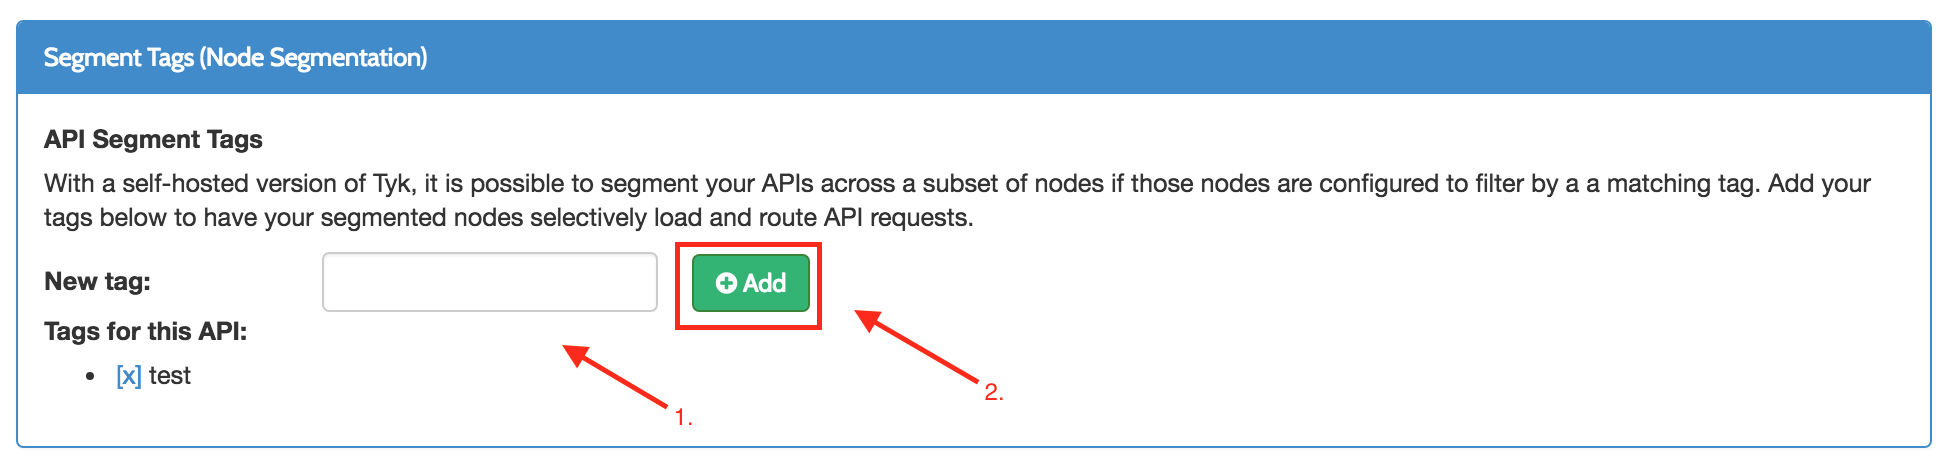 Segment Tags (Node Segmentation)
API Segment Tags
With a self-hosted version of Tyk, it is possible to segment your APIs across a subset of nodes if those nodes are configured to filter by a a matching tag. Add your
tags below to have your segmented nodes selectively load and route API requests.
New tag:
Add
Tags for this API:
• [x] test
1.
2.